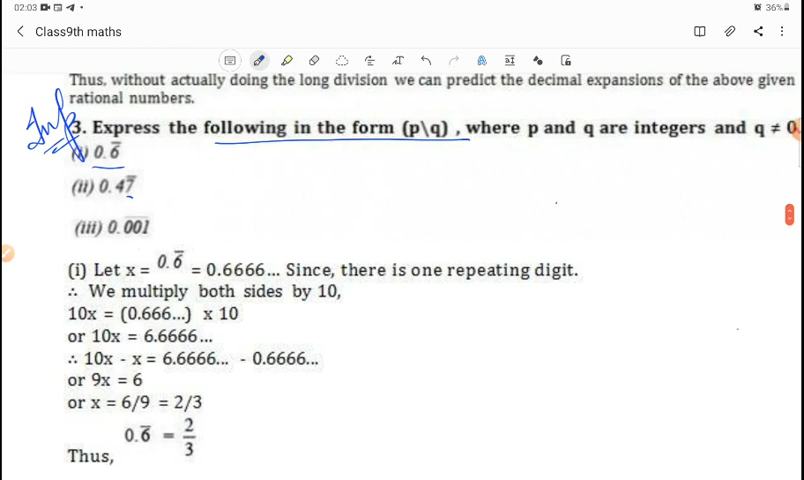 02:03
36%
Class9th maths
Thus, without actually doing the long division we can predict the decimal expansions of the above given
rational numbers.
Imp
3. Express the following in the form (p\q) , where p and q are integers and q ≠ 0.
(i) 0.6̅
(ii) 0.47̅
(iii) 0.0̅0̅1̅
(i) Let x = 0.6̅ = 0.6666... Since, there is one repeating digit.
∴ We multiply both sides by 10,
10x = (0.666...) x 10
or 10x = 6.6666...
∴ 10x - x = 6.6666... - 0.6666...
or 9x = 6
or x = 6/9 = 2/3
Thus, 0.6̅ = 2/3